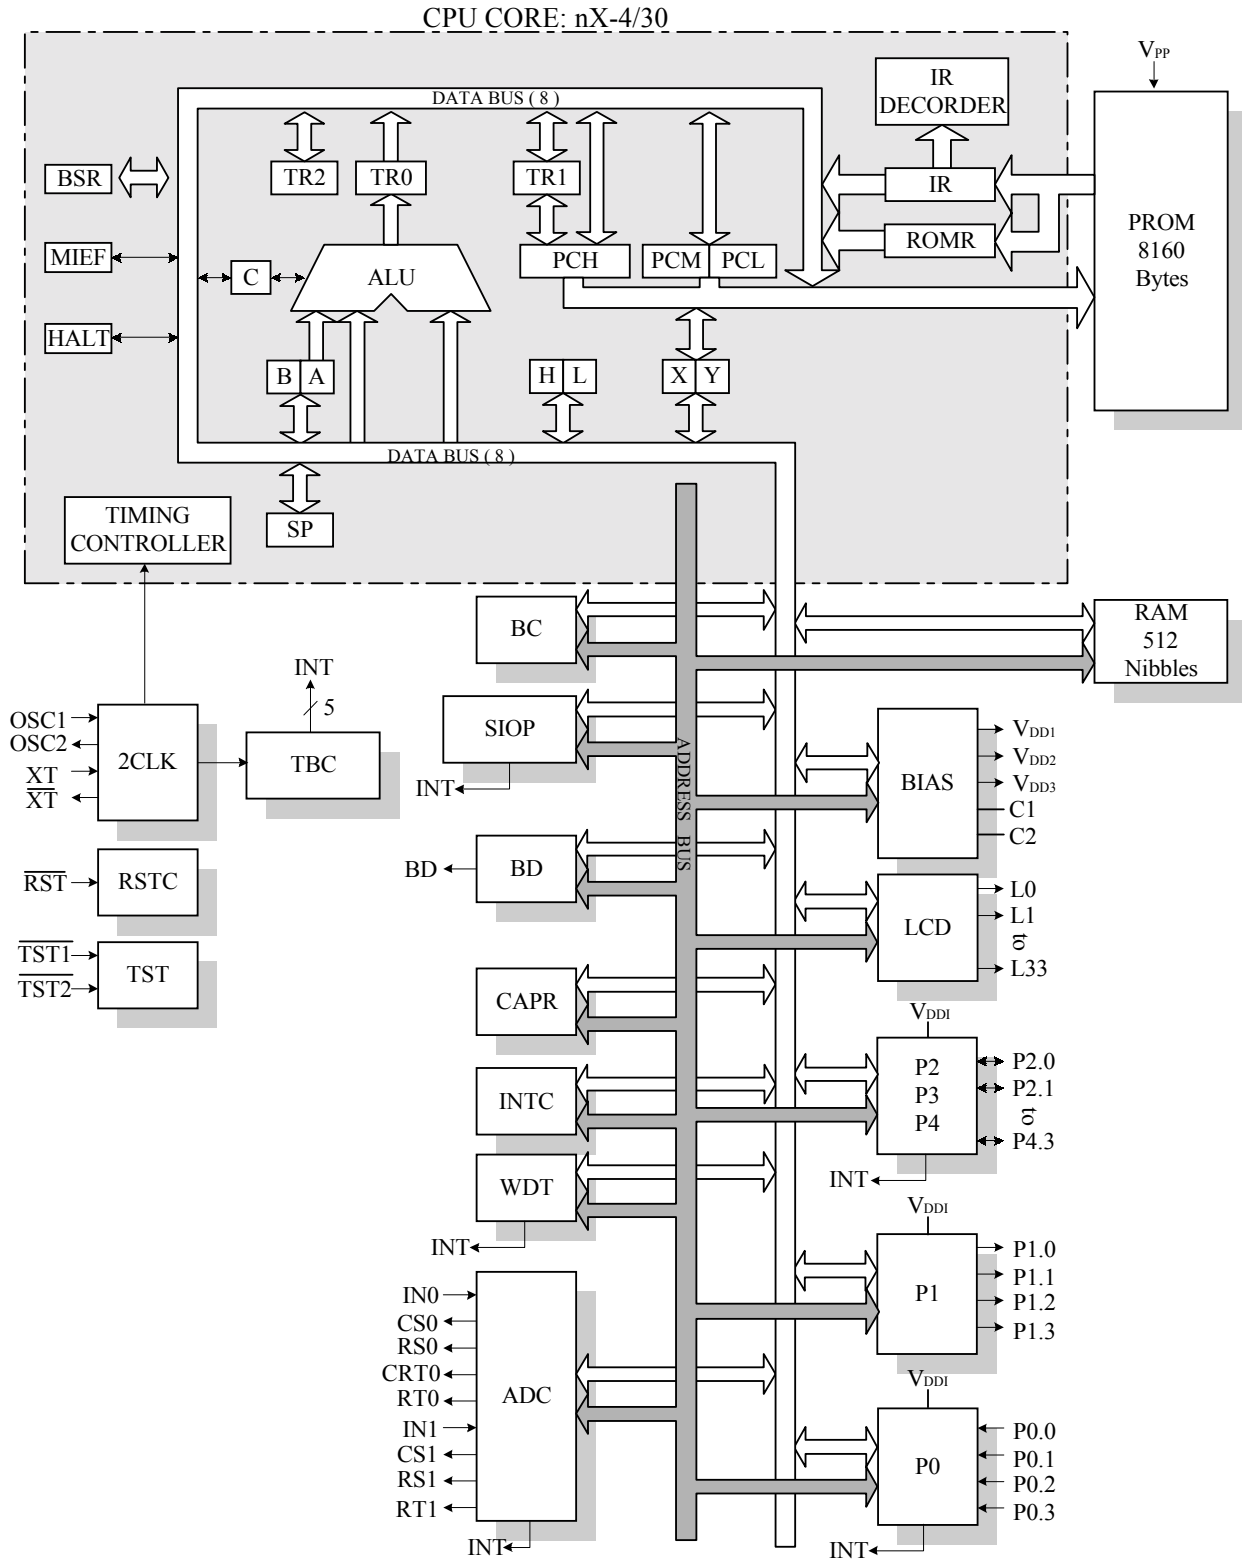 CPU CORE: nX-4/30
DATA BUS ( 8 )
IR
DECORDER
VPP
BSR
TR2
TR0
TR1
IR
PROM
8160
Bytes
MIEF
ROMR
C
ALU
PCH
PCM
PCL
HALT
B
A
H
L
X
Y
DATA BUS ( 8 )
SP
TIMING
CONTROLLER
BC
RAM
512
Nibbles
INT
5
OSC1
OSC2
XT
XT
2CLK
TBC
SIOP
INT
ADDRESS BUS
BIAS
VDD1
VDD2
VDD3
C1
C2
RST
RSTC
BD
BD
LCD
L0
L1
to
L33
TST1
TST2
TST
CAPR
VDDI
INTC
P2
P3
P4
P2.0
P2.1
to
P4.3
INT
WDT
INT
VDDI
P1
P1.0
P1.1
P1.2
P1.3
IN0
CS0
RS0
CRT0
RT0
IN1
CS1
RS1
RT1
ADC
INT
VDDI
P0
P0.0
P0.1
P0.2
P0.3
INT